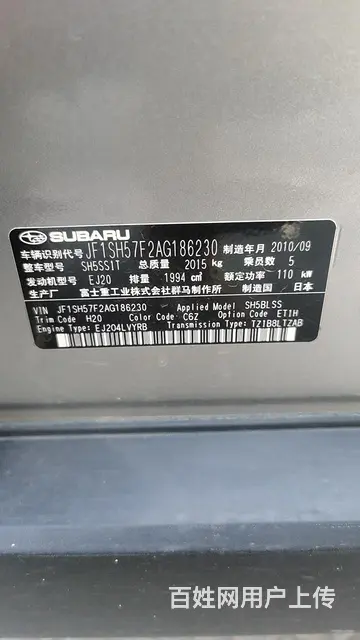 SUBARU
车辆识别代号 JF1SH57F2AG186230 制造年月 2010/09
整车型号 SH5SS1T 总质量 2015 kg 乘员数 5
发动机型号 EJ20 排量 1994 cm³ 额定功率 110 kW
生产厂 富士重工业株式会社群马制作所 制造国 日本
VIN JF1SH57F2AG186230 Applied Model SH5BLSS
Trim Code H20 Color Code C6Z Option Code ET1H
Engine Type EJ204LVYRB Transmission Type TZ1B8LTZAB
百姓网用户上传